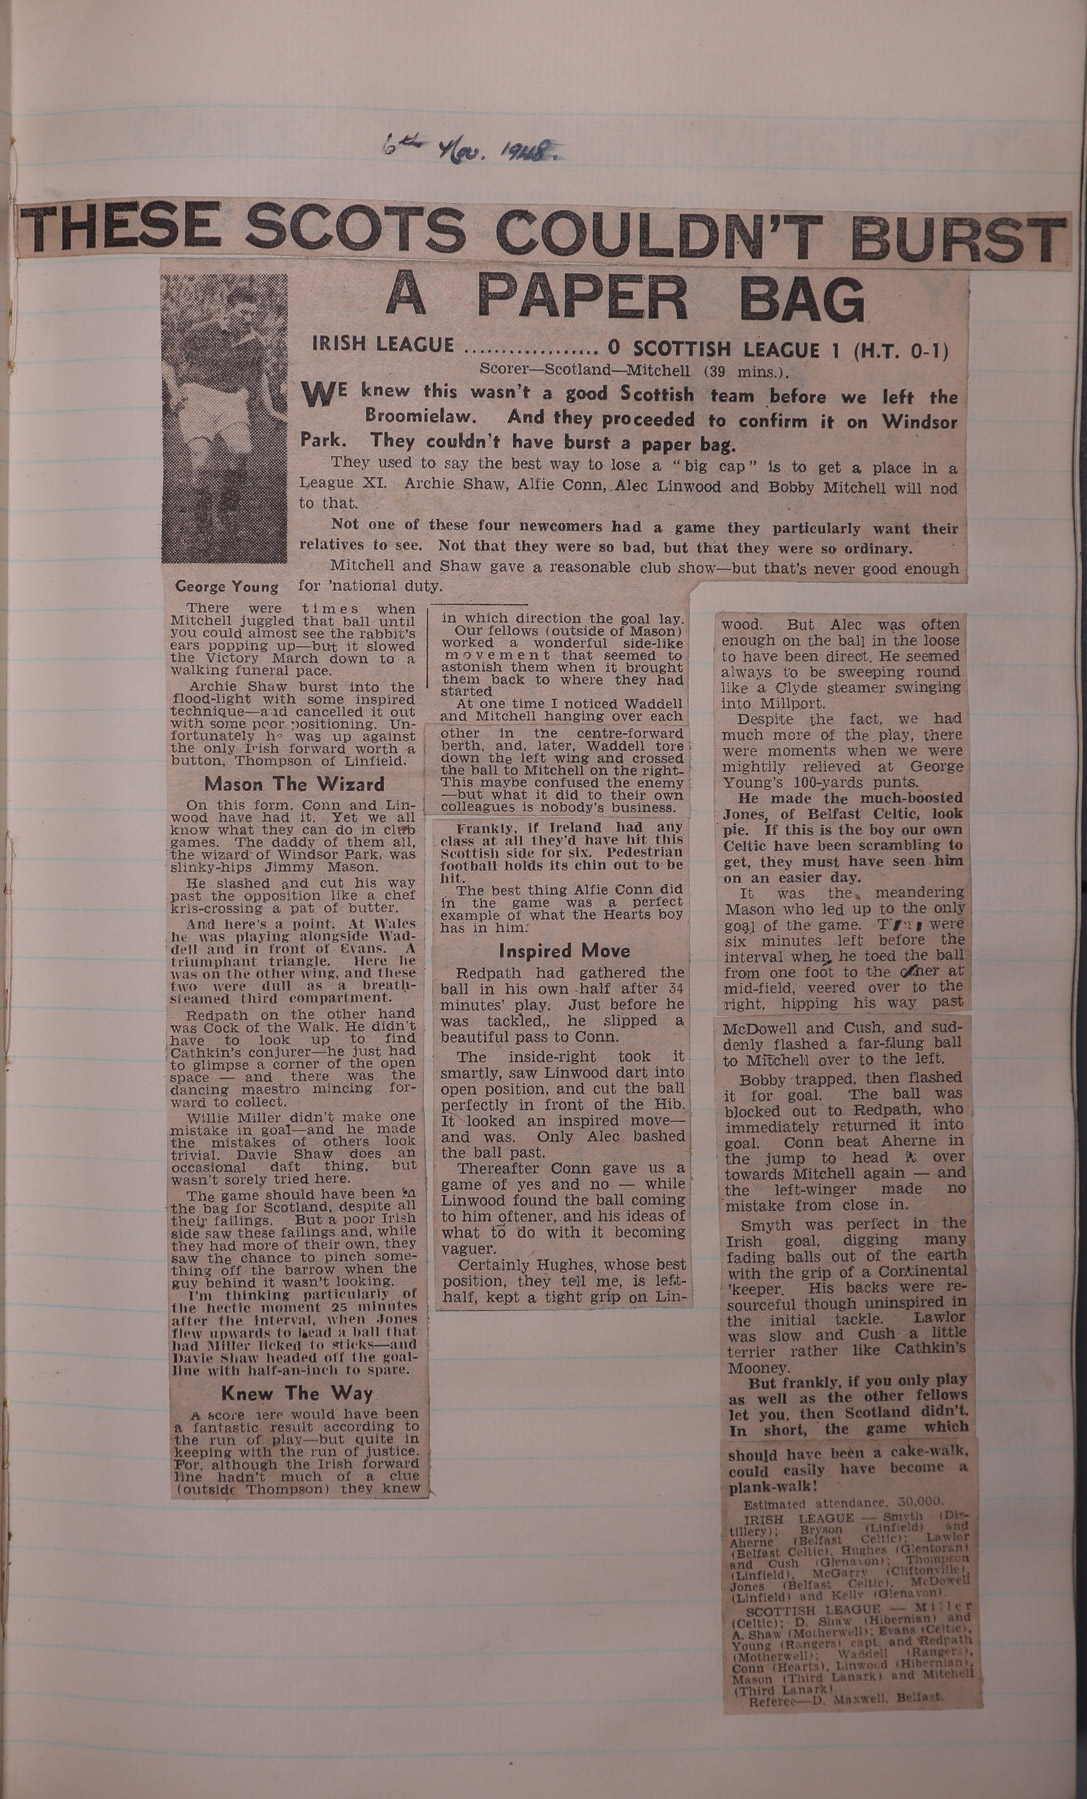 6th Nov. 1948.
THESE SCOTS COULDN'T BURST
A PAPER BAG
IRISH LEAGUE .................. 0 SCOTTISH LEAGUE 1 (H.T. 0-1)
Scorer—Scotland—Mitchell (39 mins.).
WE knew this wasn't a good Scottish team before we left the
Broomielaw. And they proceeded to confirm it on Windsor
Park. They couldn't have burst a paper bag.
They used to say the best way to lose a "big cap" is to get a place in a
League XI. Archie Shaw, Alfie Conn, Alec Linwood and Bobby Mitchell will nod
to that.
Not one of these four newcomers had a game they particularly want their
relatives to see. Not that they were so bad, but that they were so ordinary.
Mitchell and Shaw gave a reasonable club show—but that's never good enough
for 'national duty.
George Young
There were times when
Mitchell juggled that ball until
you could almost see the rabbit's
ears popping up—but it slowed
the Victory March down to a
walking funeral pace.
Archie Shaw burst into the
flood-light with some inspired
technique—and cancelled it out
with some poor positioning. Un-
fortunately he was up against
the only Irish forward worth a
button, Thompson of Linfield.
Mason The Wizard
On this form, Conn and Lin-
wood have had it. Yet we all
know what they can do in club
games. The daddy of them all,
the wizard of Windsor Park, was
slinky-hips Jimmy Mason.
He slashed and cut his way
past the opposition like a chef
kris-crossing a pat of butter.
And here's a point. At Wales
he was playing alongside Wad-
dell and in front of Evans. A
triumphant triangle. Here he
was on the other wing, and these
two were dull as a breath-
steamed third compartment.
Redpath on the other hand
was Cock of the Walk. He didn't
have to look up to find
Cathkin's conjurer—he just had
to glimpse a corner of the open
space — and there was the
dancing maestro mincing for-
ward to collect.
Willie Miller didn't make one
mistake in goal—and he made
the mistakes of others look
trivial. Davie Shaw does an
occasional daft thing, but
wasn't sorely tried here.
The game should have been in
the bag for Scotland, despite all
their failings. But a poor Irish
side saw these failings and, while
they had more of their own, they
saw the chance to pinch some-
thing off the barrow when the
guy behind it wasn't looking.
I'm thinking particularly of
the hectic moment 25 minutes
after the interval, when Jones
flew upwards to head a ball that
had Miller licked to sticks—and
Davie Shaw headed off the goal-
line with half-an-inch to spare.
Knew The Way
A score here would have been
a fantastic result according to
the run of play—but quite in
keeping with the run of justice.
For, although the Irish forward
line hadn't much of a clue
(outside Thompson) they knew
in which direction the goal lay.
Our fellows (outside of Mason)
worked a wonderful side-like
movement that seemed to
astonish them when it brought
them back to where they had
started
At one time I noticed Waddell
and Mitchell hanging over each
other in the centre-forward
berth, and, later, Waddell tore
down the left wing and crossed
the ball to Mitchell on the right.
This maybe confused the enemy
—but what it did to their own
colleagues is nobody's business.
Frankly, if Ireland had any
class at all they'd have hit this
Scottish side for six. Pedestrian
football holds its chin out to be
hit.
The best thing Alfie Conn did
in the game was a perfect
example of what the Hearts boy
has in him.
Inspired Move
Redpath had gathered the
ball in his own half after 34
minutes' play. Just before he
was tackled,, he slipped a
beautiful pass to Conn.
The inside-right took it
smartly, saw Linwood dart into
open position, and cut the ball
perfectly in front of the Hib.
It looked an inspired move—
and was. Only Alec bashed
the ball past.
Thereafter Conn gave us a
game of yes and no — while
Linwood found the ball coming
to him oftener, and his ideas of
what to do with it becoming
vaguer.
Certainly Hughes, whose best
position, they tell me, is left-
half, kept a tight grip on Lin-
wood. But Alec was often
enough on the ball in the loose
to have been direct. He seemed
always to be sweeping round
like a Clyde steamer swinging
into Millport.
Despite the fact, we had
much more of the play, there
were moments when we were
mightily relieved at George
Young's 100-yards punts.
He made the much-boosted
Jones, of Belfast Celtic, look
pie. If this is the boy our own
Celtic have been scrambling to
get, they must have seen him
on an easier day.
It was the meandering
Mason who led up to the only
goal of the game. There were
six minutes left before the
interval when he toed the ball
from one foot to the other at
mid-field, veered over to the
right, hipping his way past
McDowell and Cush, and sud-
denly flashed a far-flung ball
to Mitchell over to the left.
Bobby trapped, then flashed
it for goal. The ball was
blocked out to Redpath, who
immediately returned it into
goal. Conn beat Aherne in
the jump to head it over
towards Mitchell again — and
the left-winger made no
mistake from close in.
Smyth was perfect in the
Irish goal, digging many
fading balls out of the earth
with the grip of a Continental
'keeper. His backs were re-
sourceful though uninspired in
the initial tackle. Lawlor
was slow and Cush a little
terrier rather like Cathkin's
Mooney.
But frankly, if you only play
as well as the other fellows
let you, then Scotland didn't.
In short, the game which
should have been a cake-walk,
could easily have become a
plank-walk!
Estimated attendance, 30,000.
IRISH LEAGUE — Smyth (Dis-
tillery); Bryson (Linfield) and
Aherne (Belfast Celtic); Lawlor
(Belfast Celtic), Hughes (Glentoran)
and Cush (Glenavon); Thompson
(Linfield), McGarry (Cliftonville),
Jones (Belfast Celtic), McDowell
(Linfield) and Kelly (Glenavon).
SCOTTISH LEAGUE — Miller
(Celtic); D. Shaw (Hibernian) and
A. Shaw (Motherwell); Evans (Celtic),
Young (Rangers) capt. and Redpath
(Motherwell); Waddell (Rangers),
Conn (Hearts), Linwood (Hibernian),
Mason (Third Lanark) and Mitchell
(Third Lanark).
Referee—D. Maxwell, Belfast.